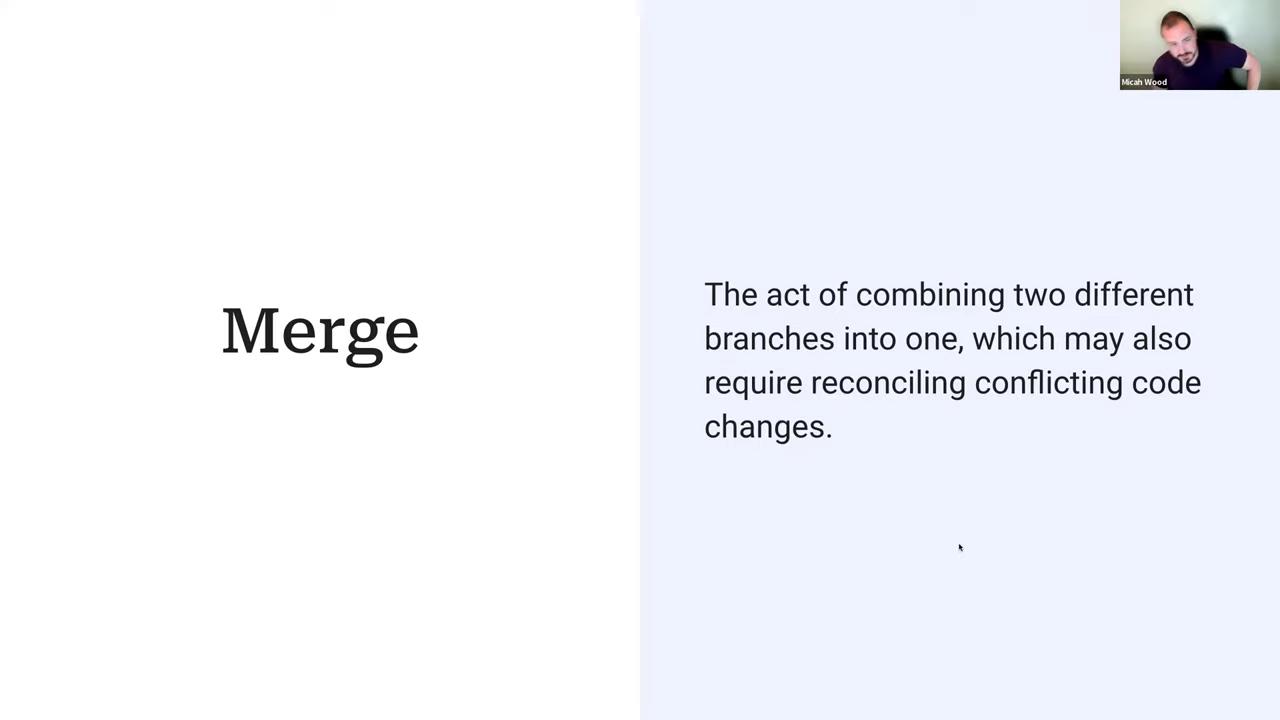 Merge
The act of combining two different
branches into one, which may also
require reconciling conflicting code
changes.
Micah Wood